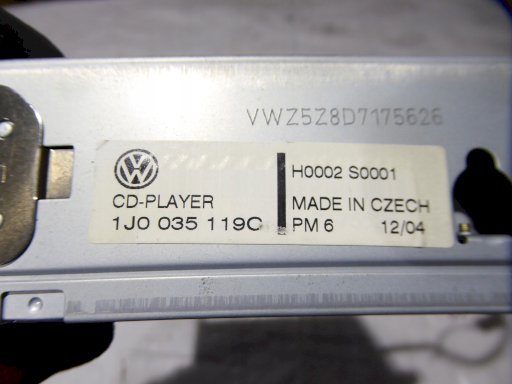 VWZ5Z8D7175626
H0002 S0001
CD-PLAYER
MADE IN CZECH
1J0 035 119C
PM 6 12/04